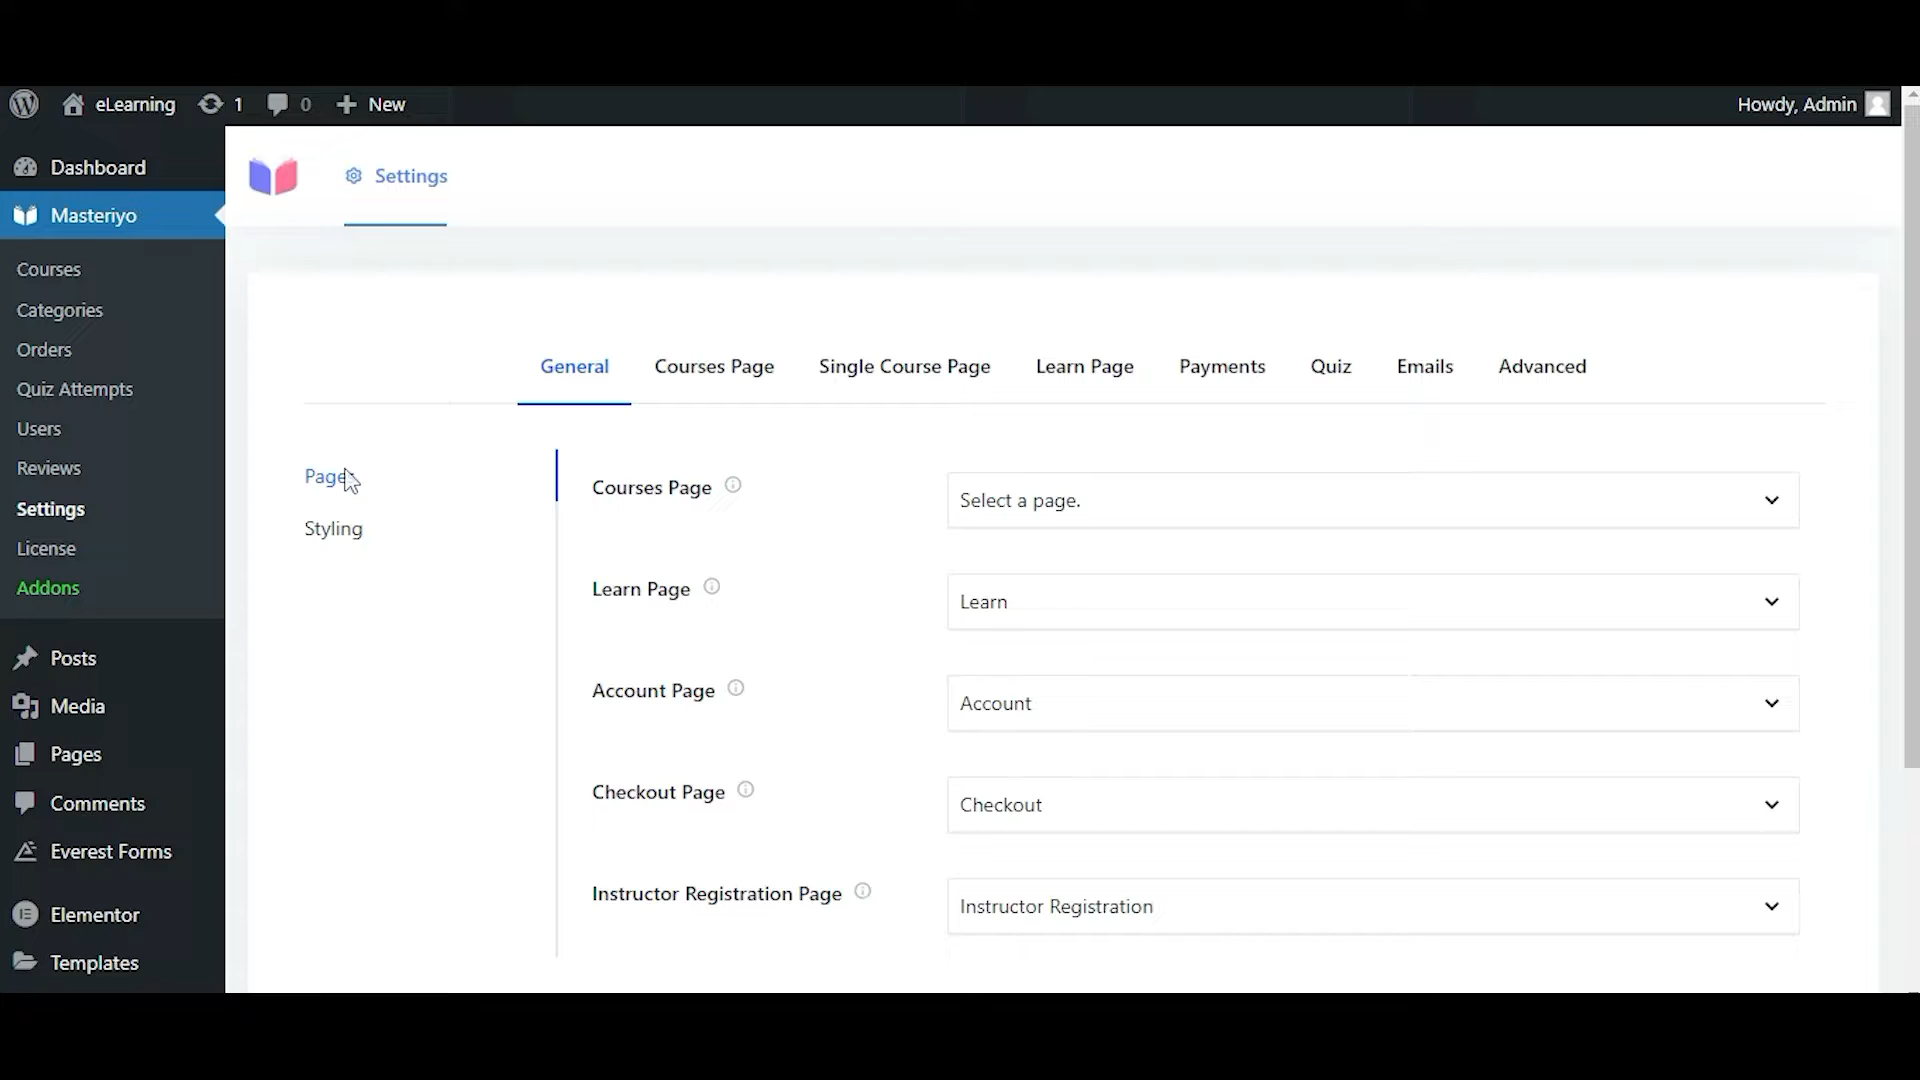 eLearning 1 0 New Howdy, Admin
Dashboard
Masteriyo
Courses
Categories
Orders
Quiz Attempts
Users
Reviews
Settings
License
Addons
Posts
Media
Pages
Comments
Everest Forms
Elementor
Templates
Settings
General Courses Page Single Course Page Learn Page Payments Quiz Emails Advanced
Pages
Styling
Courses Page Select a page.
Learn Page Learn
Account Page Account
Checkout Page Checkout
Instructor Registration Page Instructor Registration